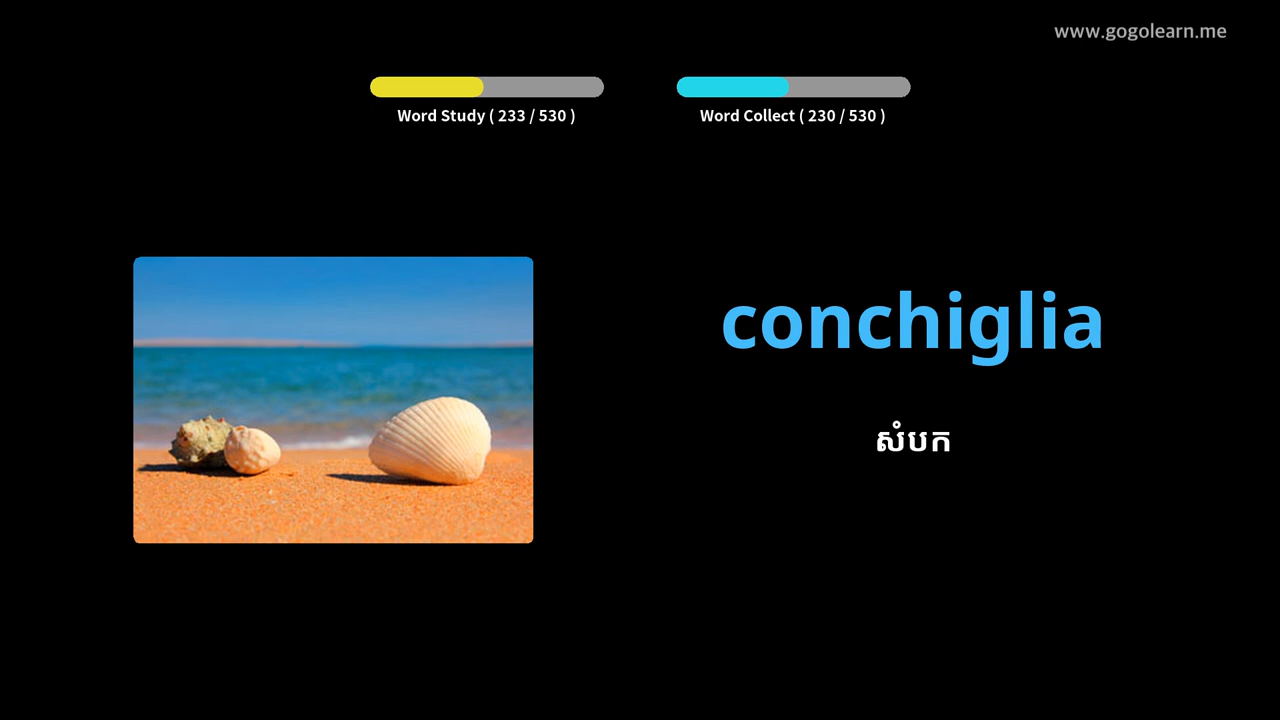 www.gogolearn.me
Word Study ( 233 / 530 )
Word Collect ( 230 / 530 )
conchiglia
សំបក